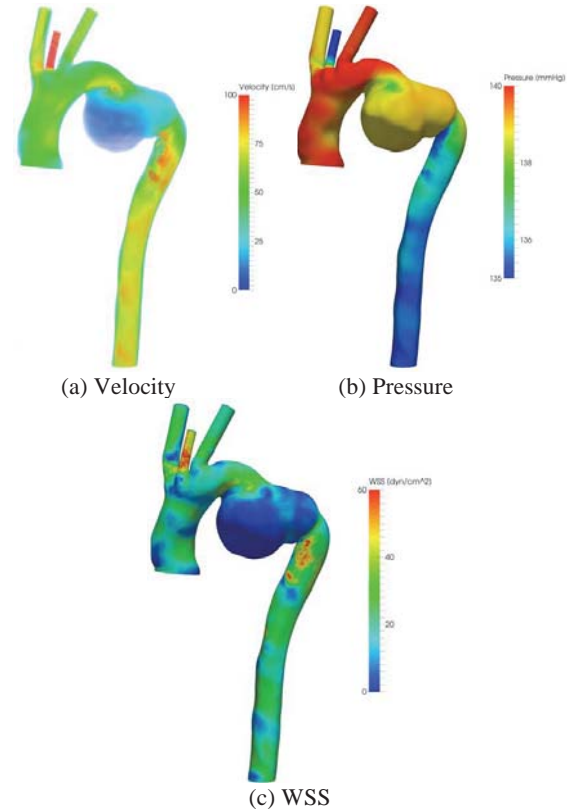 Velocity (cm/s)
100
75
50
25
0
Pressure (mmHg)
140
138
136
135
(a) Velocity
(b) Pressure
WSS (dyn/cm^2)
60
40
20
0
(c) WSS